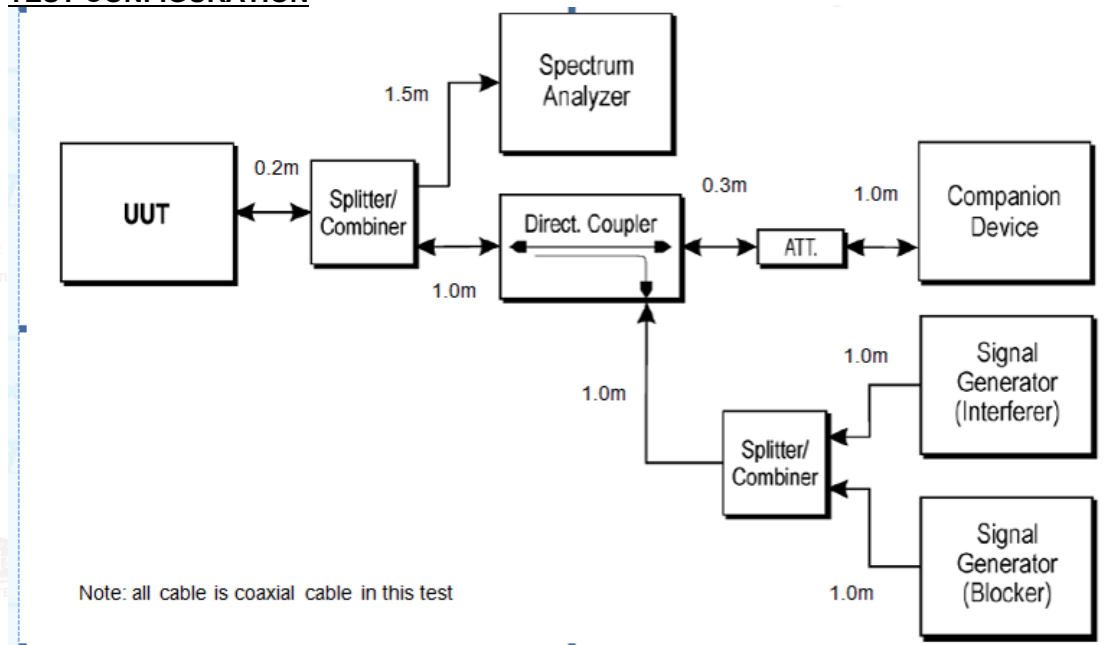 TEST CONFIGURATION
Spectrum
Analyzer
1.5m
UUT
0.2m
Splitter/
Combiner
1.0m
Direct. Coupler
0.3m
ATT.
1.0m
Companion
Device
1.0m
Splitter/
Combiner
1.0m
Signal
Generator
(Interferer)
1.0m
Signal
Generator
(Blocker)
Note: all cable is coaxial cable in this test